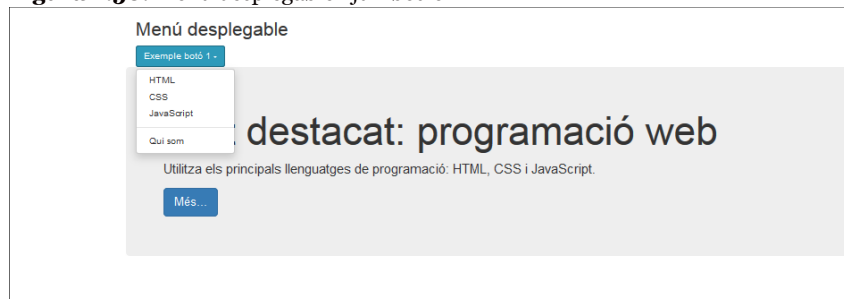 Menú desplegable
Exemple botó 1
HTML
CSS
JavaScript
Qui som
destacat: programació web
Utilitza els principals llenguatges de programació: HTML, CSS i JavaScript.
Més...